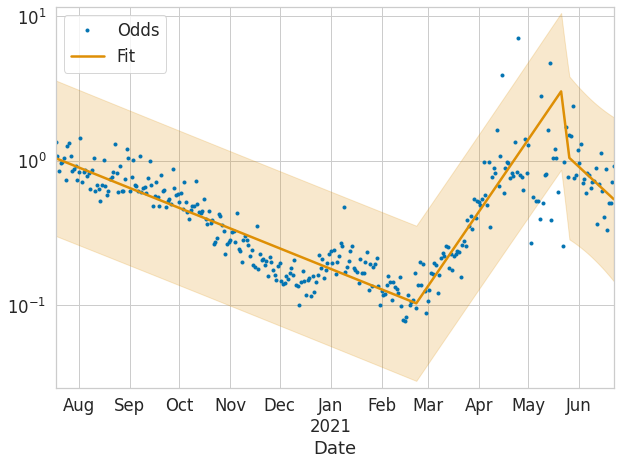 10¹
10⁰
10⁻¹
Odds
Fit
Aug Sep Oct Nov Dec Jan Feb Mar Apr May Jun
2021
Date